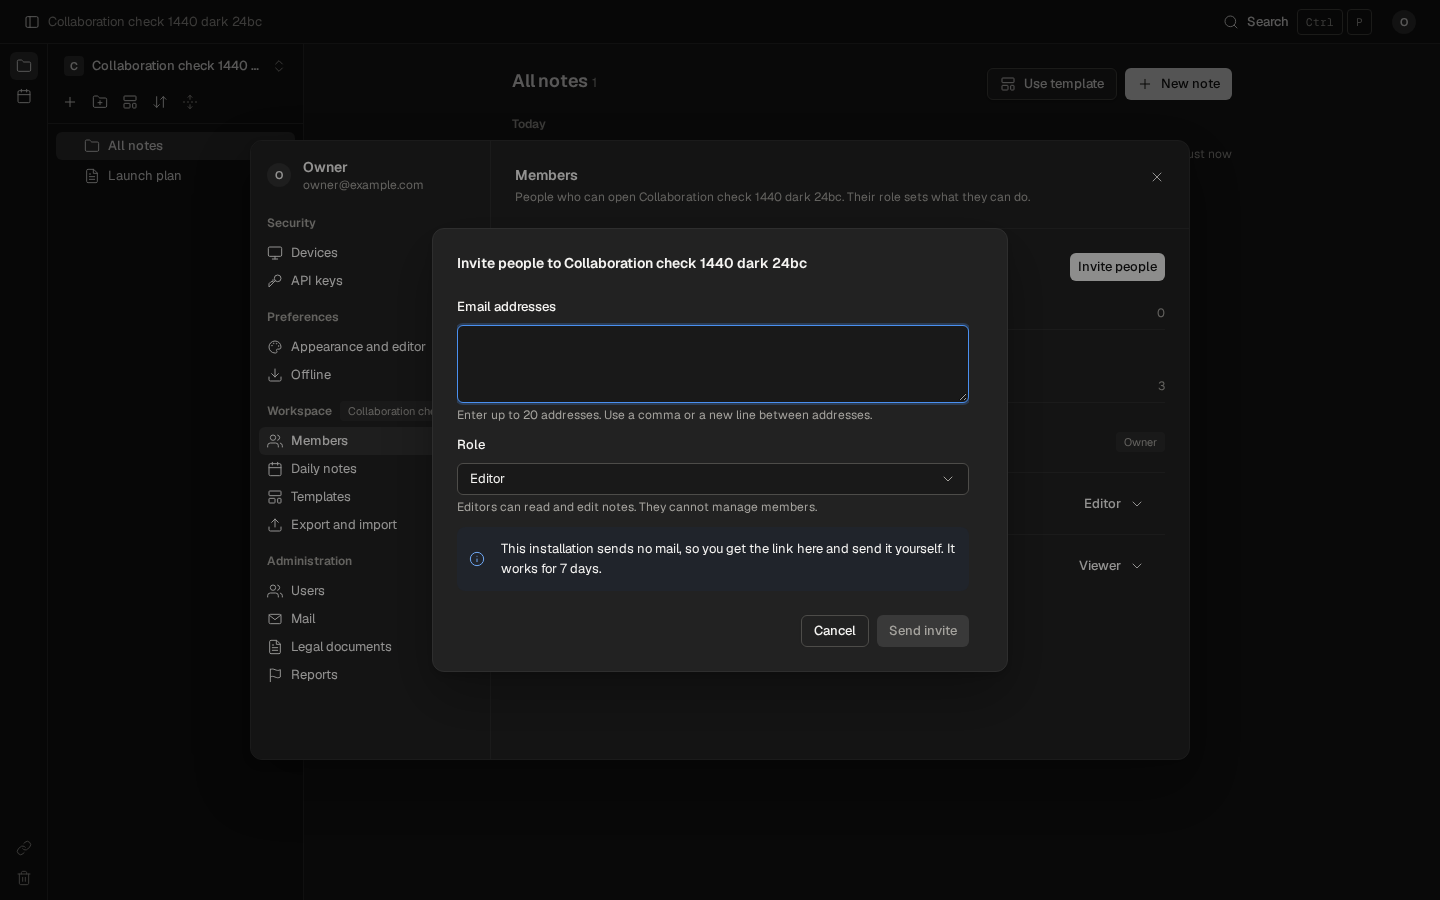 Collaboration check 1440 dark 24bc
Search Ctrl P O
C Collaboration check 1440 ...
All notes 1
Use template
New note
Today
All notes
Launch plan
just now
O Owner
owner@example.com
Security
Devices
API keys
Preferences
Appearance and editor
Offline
Workspace
Members
Daily notes
Templates
Export and import
Administration
Users
Mail
Legal documents
Reports
Members
People who can open Collaboration check 1440 dark 24bc. Their role sets what they can do.
Invite people
0
3
Owner
Editor
Viewer
Invite people to Collaboration check 1440 dark 24bc
Email addresses
Enter up to 20 addresses. Use a comma or a new line between addresses.
Role
Editor
Editors can read and edit notes. They cannot manage members.
This installation sends no mail, so you get the link here and send it yourself. It
works for 7 days.
Cancel
Send invite